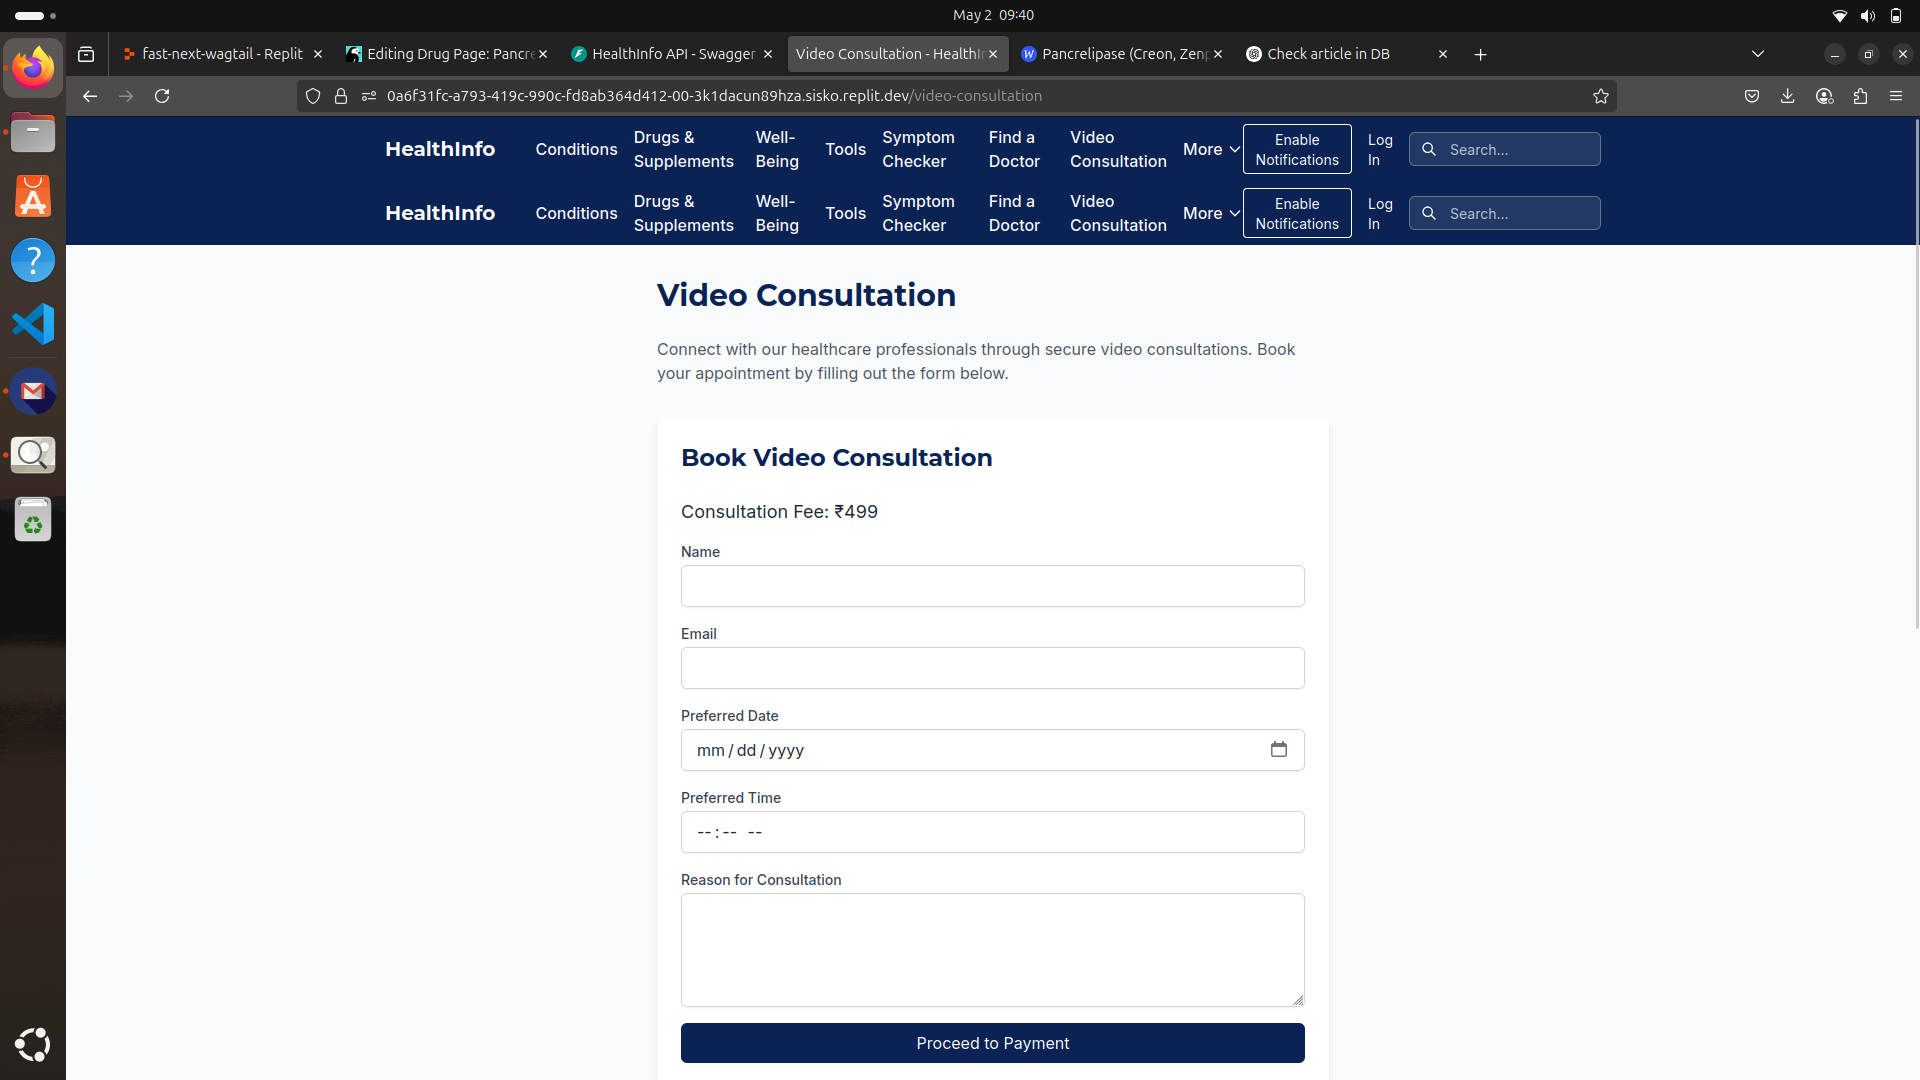 May 2 09:40
fast-next-wagtail - Replit
Editing Drug Page: Pancre
HealthInfo API - Swagger
Video Consultation - HealthIn
Pancrelipase (Creon, Zenp
Check article in DB
0a6f31fc-a793-419c-990c-fd8ab364d412-00-3k1dacun89hza.sisko.replit.dev/video-consultation
HealthInfo
Conditions
Drugs &
Supplements
Well-
Being
Tools
Symptom
Checker
Find a
Doctor
Video
Consultation
More
Enable
Notifications
Log
In
Search...
HealthInfo
Conditions
Drugs &
Supplements
Well-
Being
Tools
Symptom
Checker
Find a
Doctor
Video
Consultation
More
Enable
Notifications
Log
In
Search...
Video Consultation
Connect with our healthcare professionals through secure video consultations. Book
your appointment by filling out the form below.
Book Video Consultation
Consultation Fee: ₹499
Name
Email
Preferred Date
mm / dd / yyyy
Preferred Time
-- : -- --
Reason for Consultation
Proceed to Payment